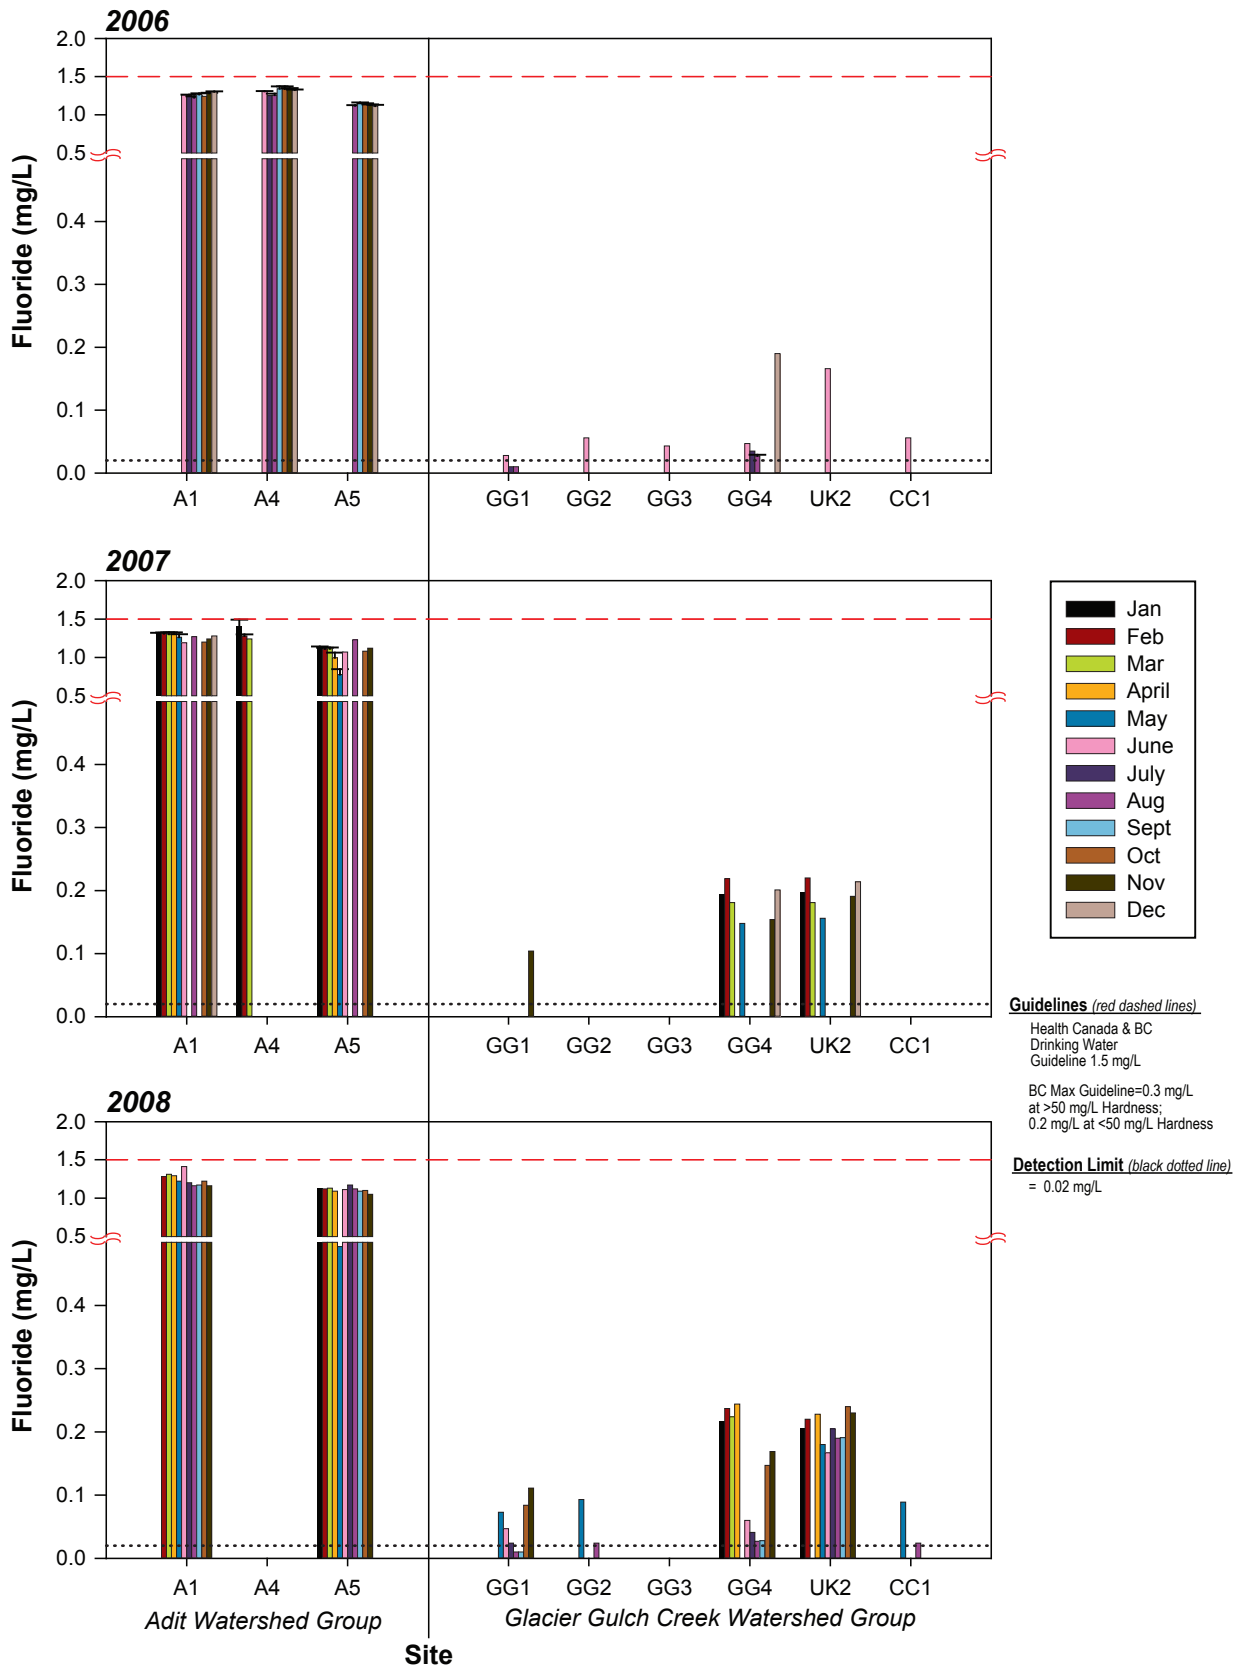 2006
2.0
1.5
1.0
0.5
0.4
0.3
0.2
0.1
0.0
Fluoride (mg/L)
A1 A4 A5 GG1 GG2 GG3 GG4 UK2 CC1
2007
2.0
1.5
1.0
0.5
0.4
0.3
0.2
0.1
0.0
Fluoride (mg/L)
A1 A4 A5 GG1 GG2 GG3 GG4 UK2 CC1
Jan
Feb
Mar
April
May
June
July
Aug
Sept
Oct
Nov
Dec
Guidelines (red dashed lines)
Health Canada & BC
Drinking Water
Guideline 1.5 mg/L
BC Max Guideline=0.3 mg/L
at >50 mg/L Hardness;
0.2 mg/L at <50 mg/L Hardness
Detection Limit (black dotted line)
= 0.02 mg/L
2008
2.0
1.5
1.0
0.5
0.4
0.3
0.2
0.1
0.0
Fluoride (mg/L)
A1 A4 A5 GG1 GG2 GG3 GG4 UK2 CC1
Adit Watershed Group Glacier Gulch Creek Watershed Group
Site